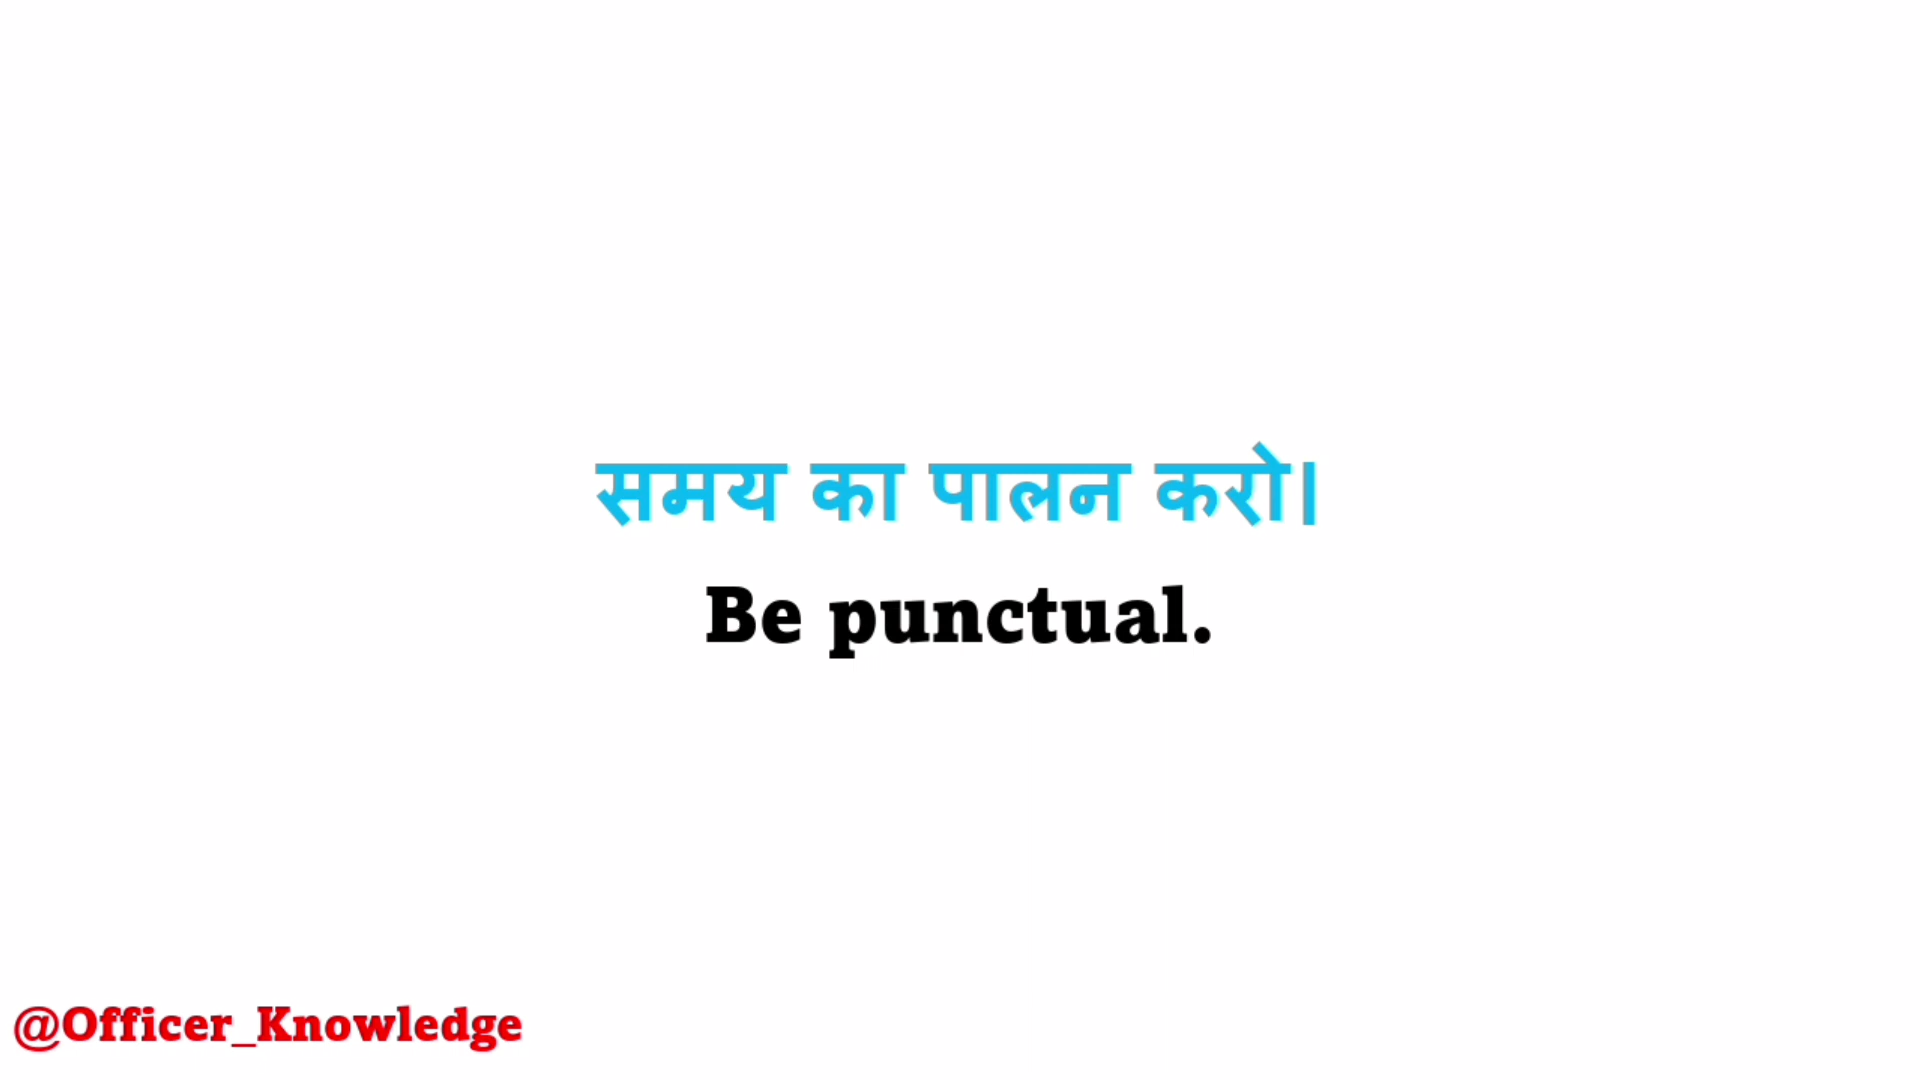 समय का पालन करो।
Be punctual.
@Officer_Knowledge